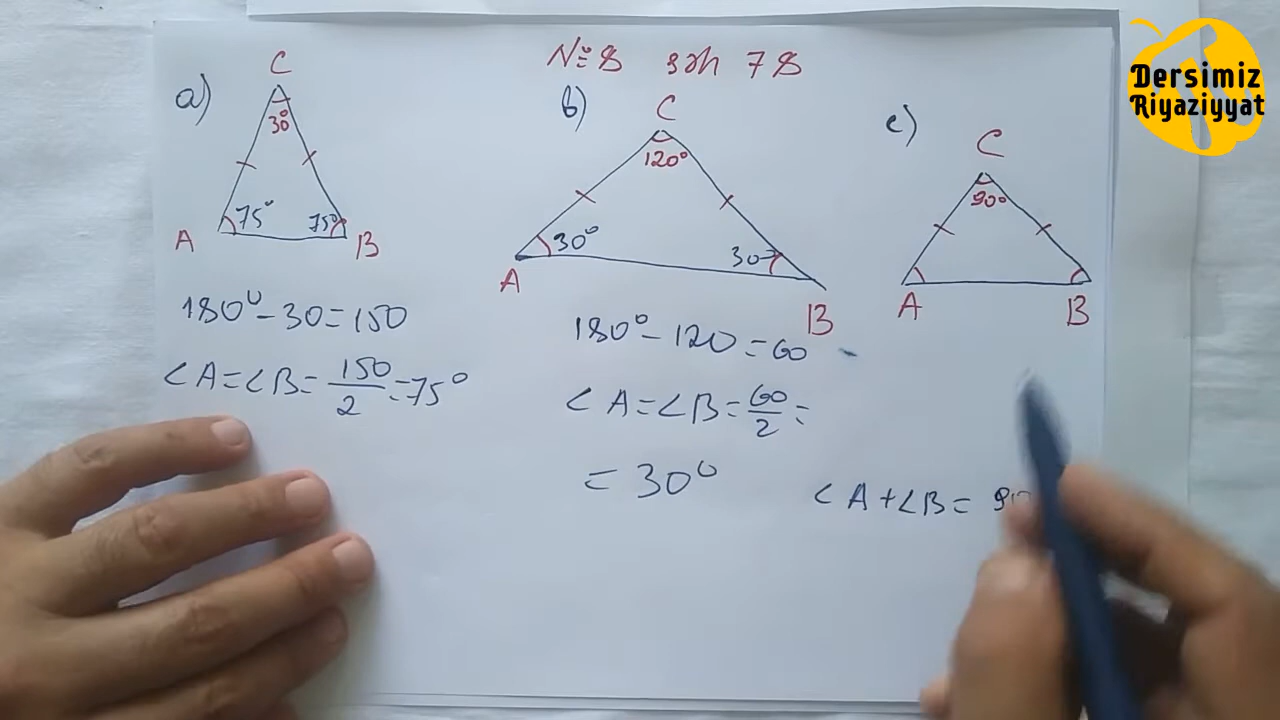 №8 səh 78
Dersimiz
Riyaziyyat
a)
C
30°
75° 75°
A B
180° - 30 = 150
∠A = ∠B = 150/2 = 75°
b)
C
120°
30° 30°
A B
180° - 120 = 60
∠A = ∠B = 60/2 =
= 30°
c)
C
90°
A B
∠A + ∠B =